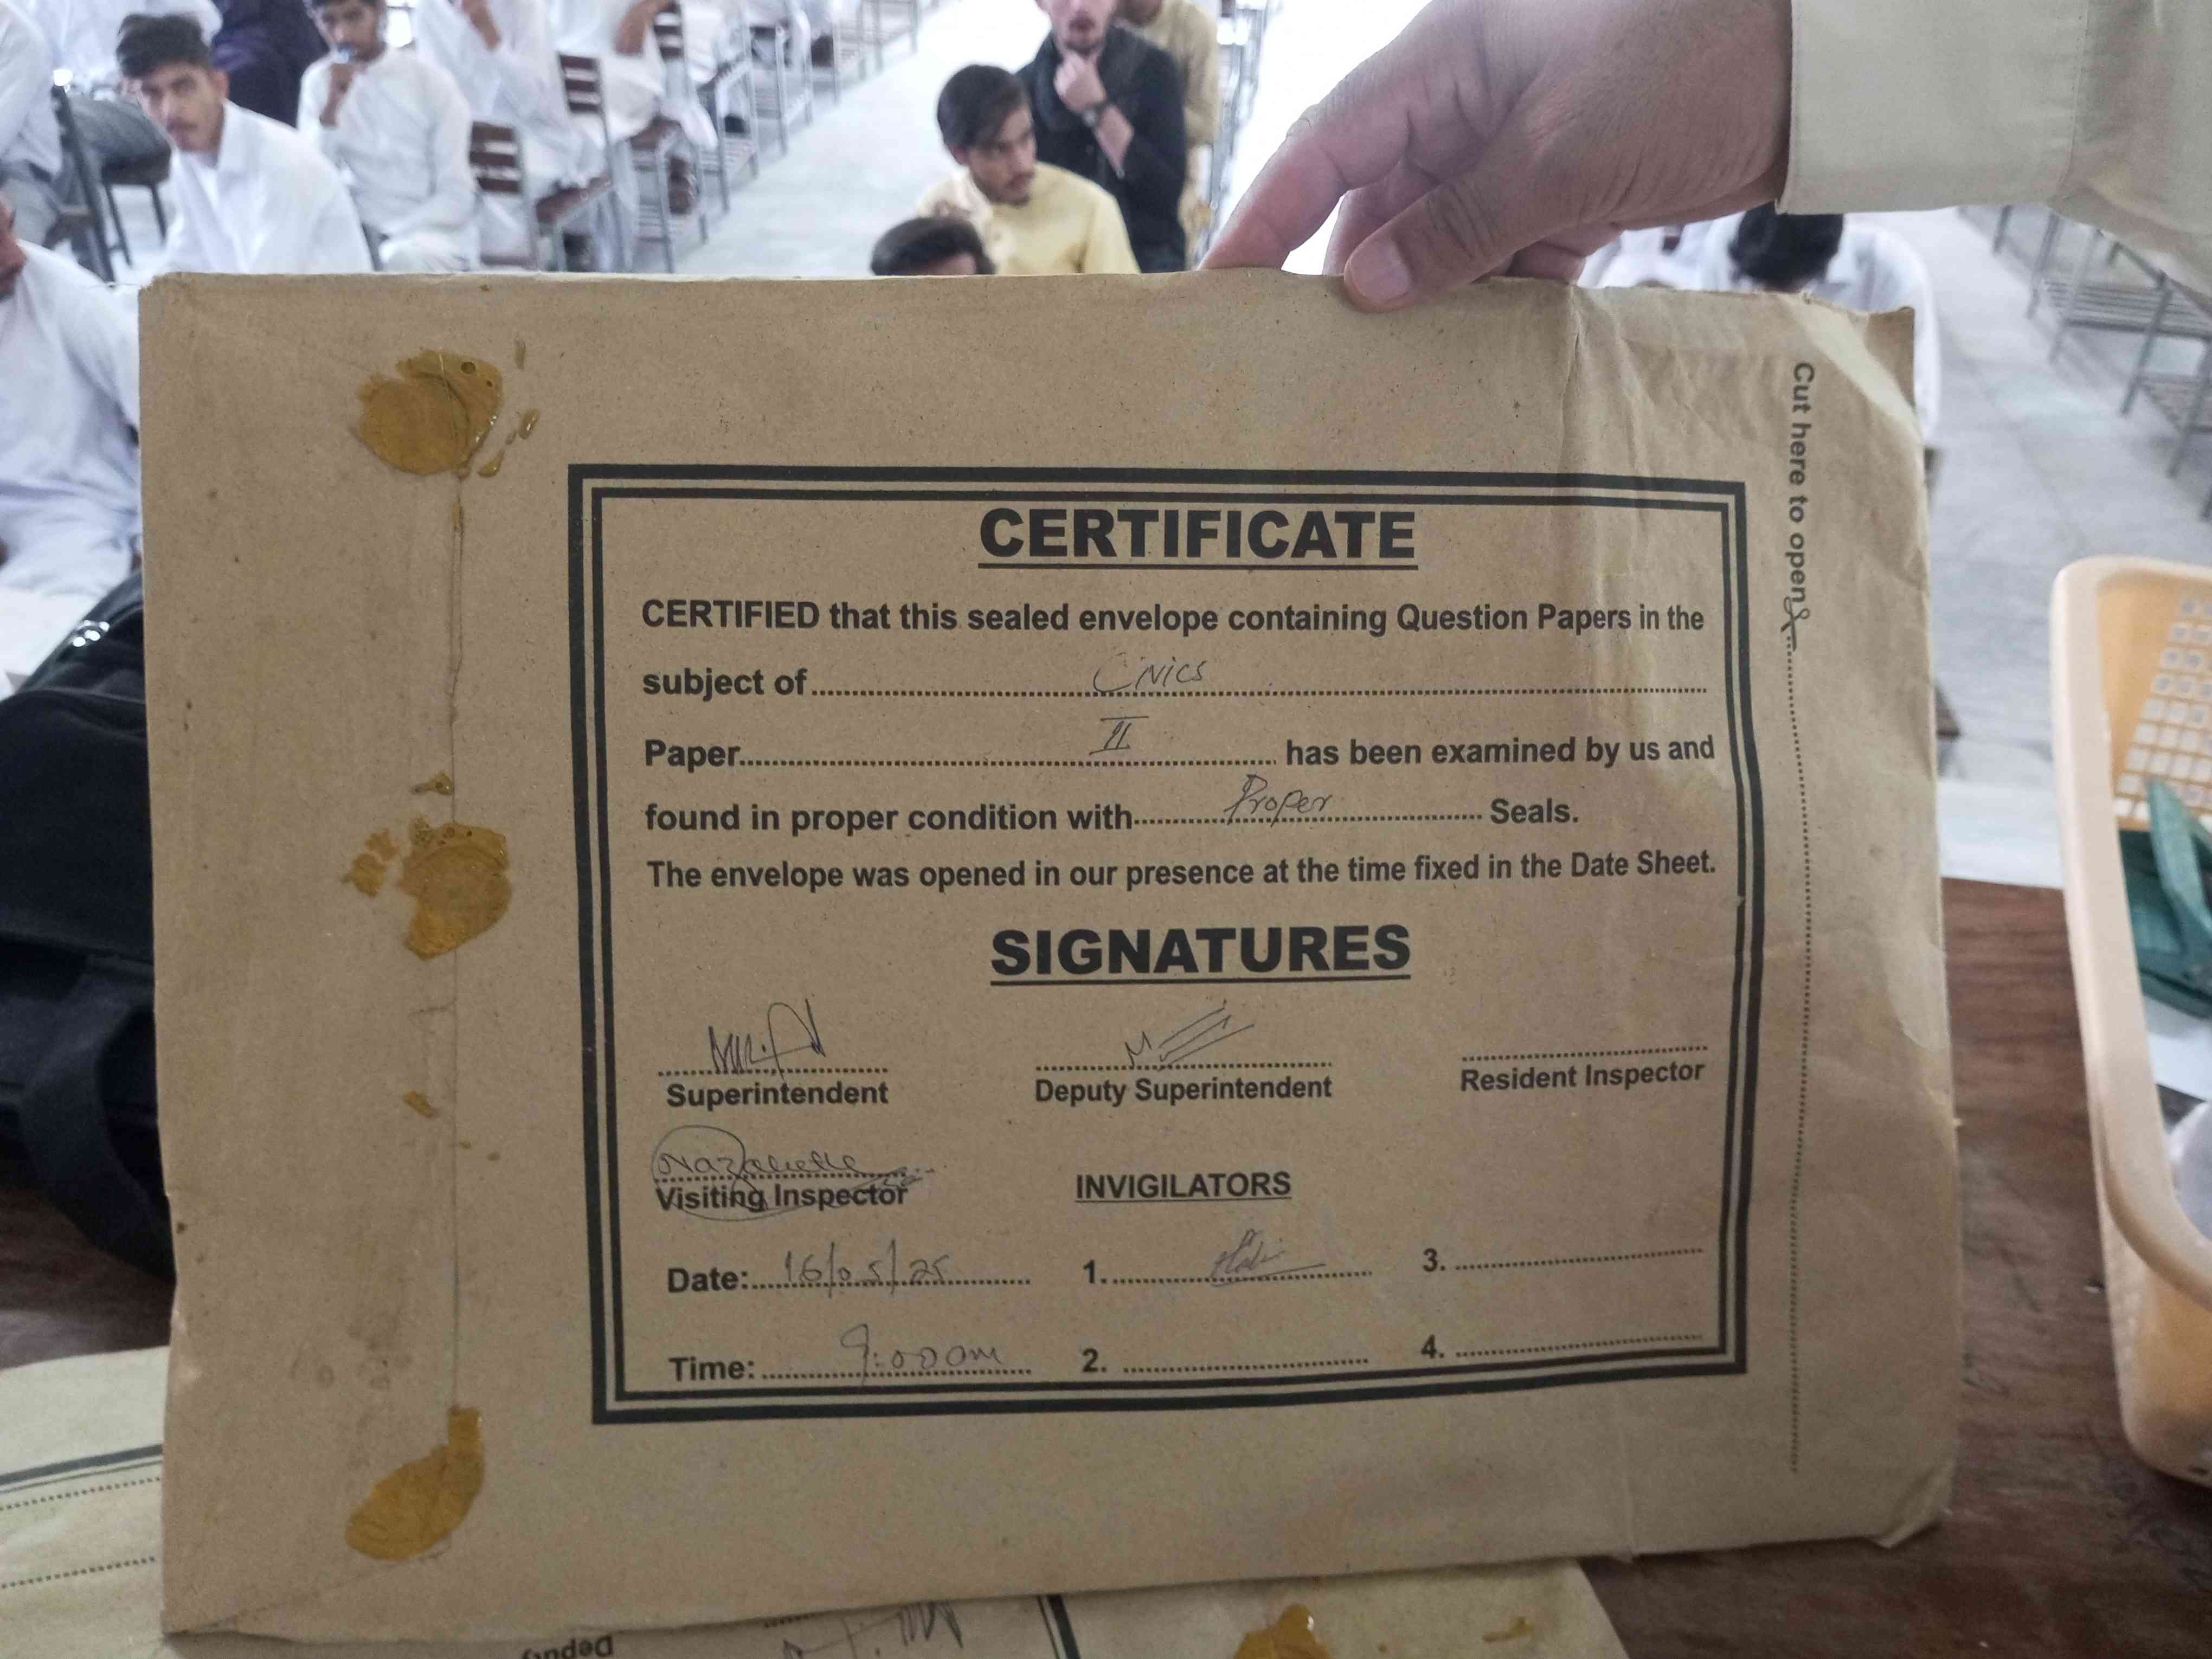 CERTIFICATE
CERTIFIED that this sealed envelope containing Question Papers in the
subject of Civics
Paper II has been examined by us and
found in proper condition with Proper Seals.
The envelope was opened in our presence at the time fixed in the Date Sheet.
SIGNATURES
Superintendent Deputy Superintendent Resident Inspector
Visiting Inspector INVIGILATORS
Date: 16/05/25 1. 3.
Time: 9:00am 2. 4.
Cut here to open
Deputy